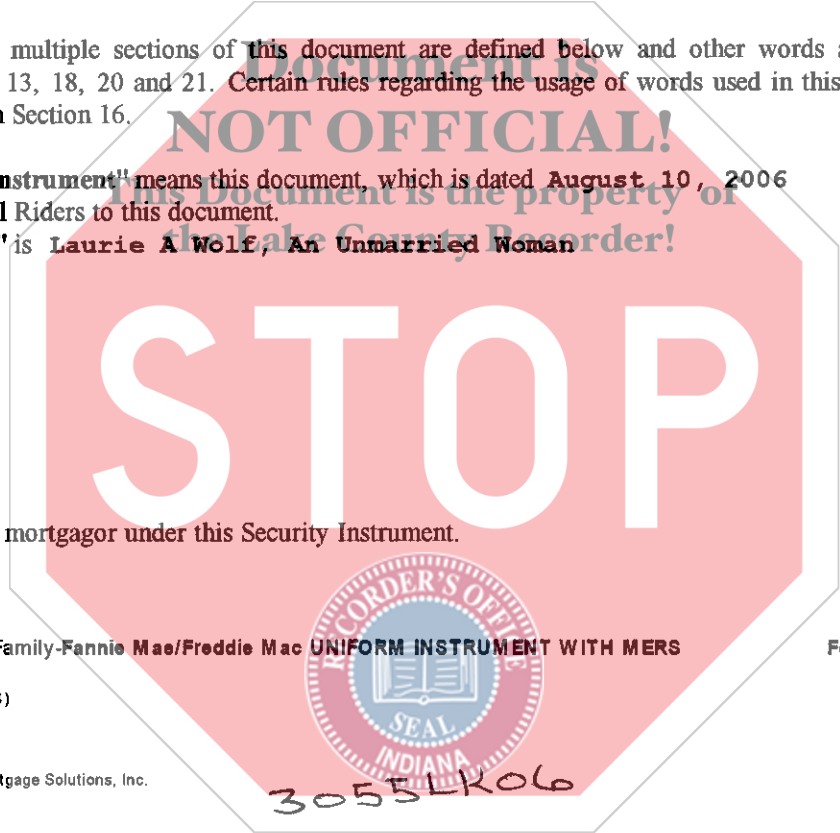 multiple sections of this document are defined below and other words
Document is
13, 18, 20 and 21. Certain rules regarding the usage of words used in this
Section 16.
NOT OFFICIAL!
nstrument" means this document, which is dated August 10, 2006
This Document is the property of
l Riders to this document.
" is Laurie A Wolf, An Unmarried Woman
the Lake County Recorder!
STOP
mortgagor under this Security Instrument.
RECORDER'S OFFICE
SEAL
INDIANA
Family-Fannie Mae/Freddie Mac UNIFORM INSTRUMENT WITH MERS
tgage Solutions, Inc.
3055LK06